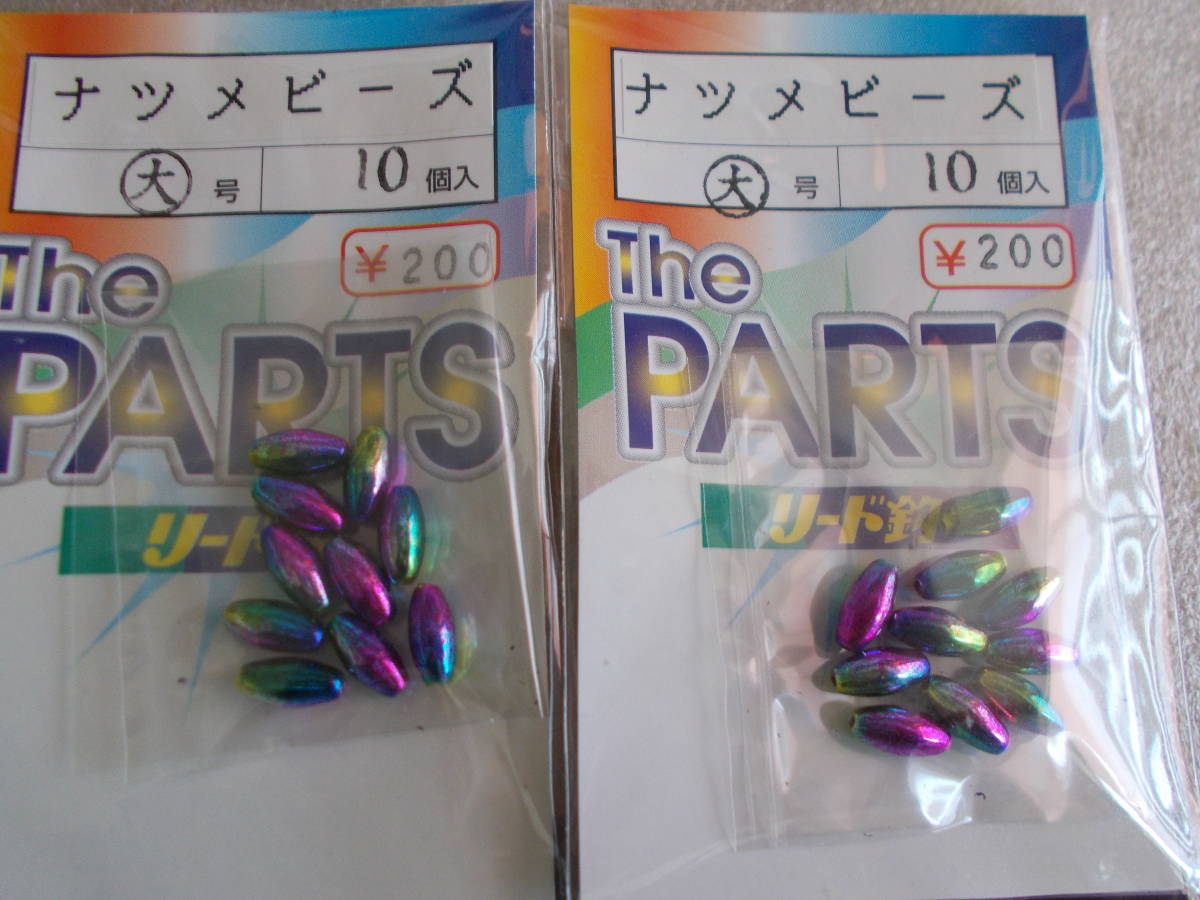 ナツメビーズ
大 号 10 個入
¥200
The
PARTS
リード
ナツメビーズ
大 号 10 個入
¥200
The
PARTS
リード釣